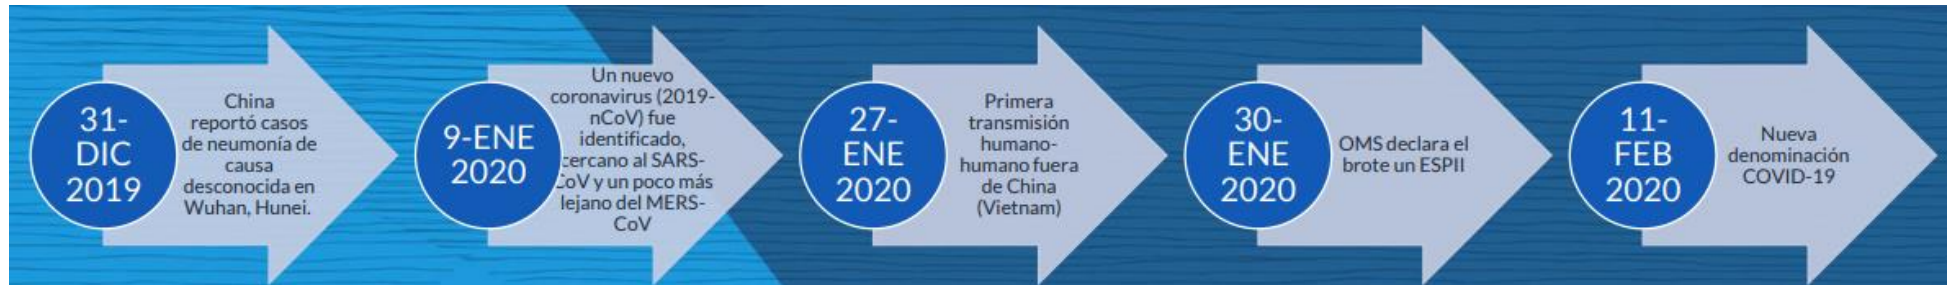 31-
DIC
2019
China
reportó casos
de neumonía de
causa
desconocida en
Wuhan, Hunei.
9-ENE
2020
Un nuevo
coronavirus (2019-
nCoV) fue
identificado,
cercano al SARS-
CoV y un poco más
lejano del MERS-
CoV
27-
ENE
2020
Primera
transmisión
humano-
humano fuera
de China
(Vietnam)
30-
ENE
2020
OMS declara el
brote un ESPII
11-
FEB
2020
Nueva
denominación
COVID-19